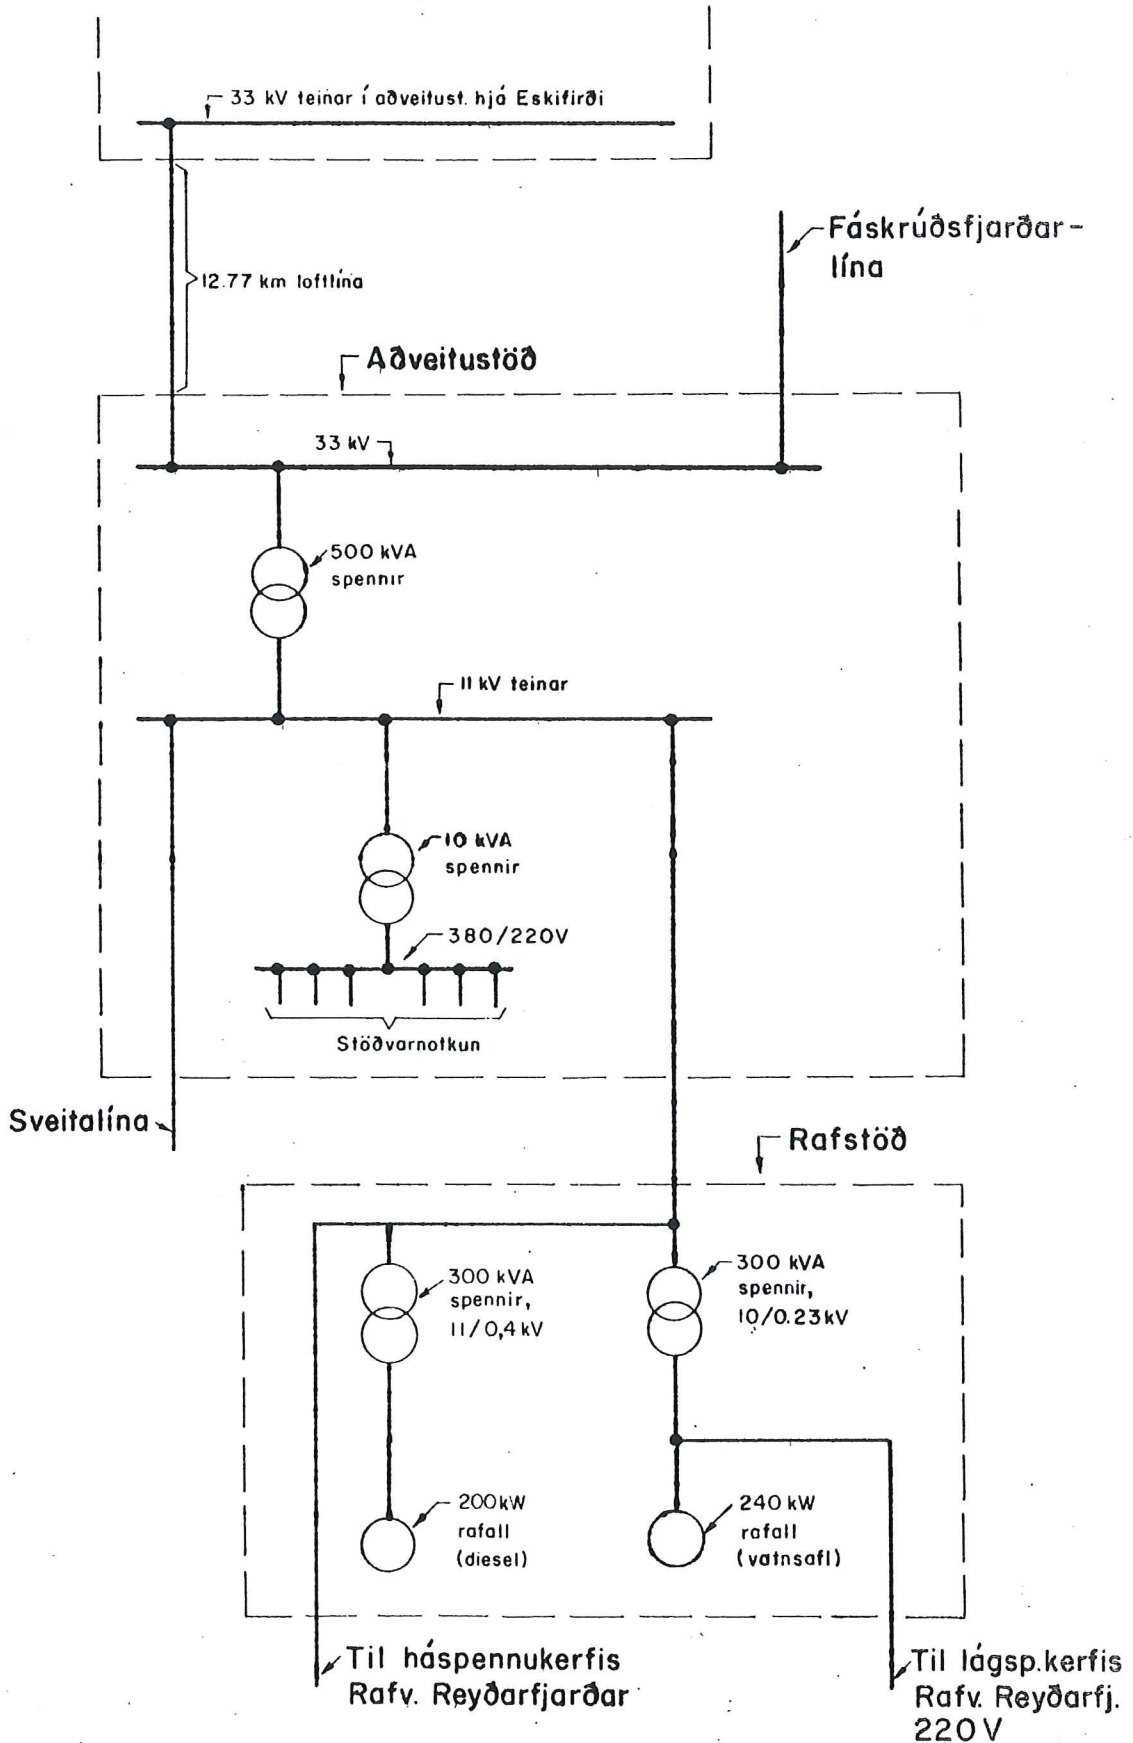 33 kV teinar í aðveitust. hjá Eskifirði
Fáskrúðsfjarðar-
lína
12.77 km loftlína
Aðveitustöð
33 kV
500 kVA
spennir
11 kV teinar
10 kVA
spennir
380/220V
Stöðvarnotkun
Sveitalína
Rafstöð
300 kVA
spennir,
11/0,4 kV
300 kVA
spennir,
10/0.23 kV
200 kW
rafall
(diesel)
240 kW
rafall
(vatnsafl)
Til háspennukerfis
Rafv. Reyðarfjarðar
Til lágsp.kerfis
Rafv. Reyðarfj.
220 V